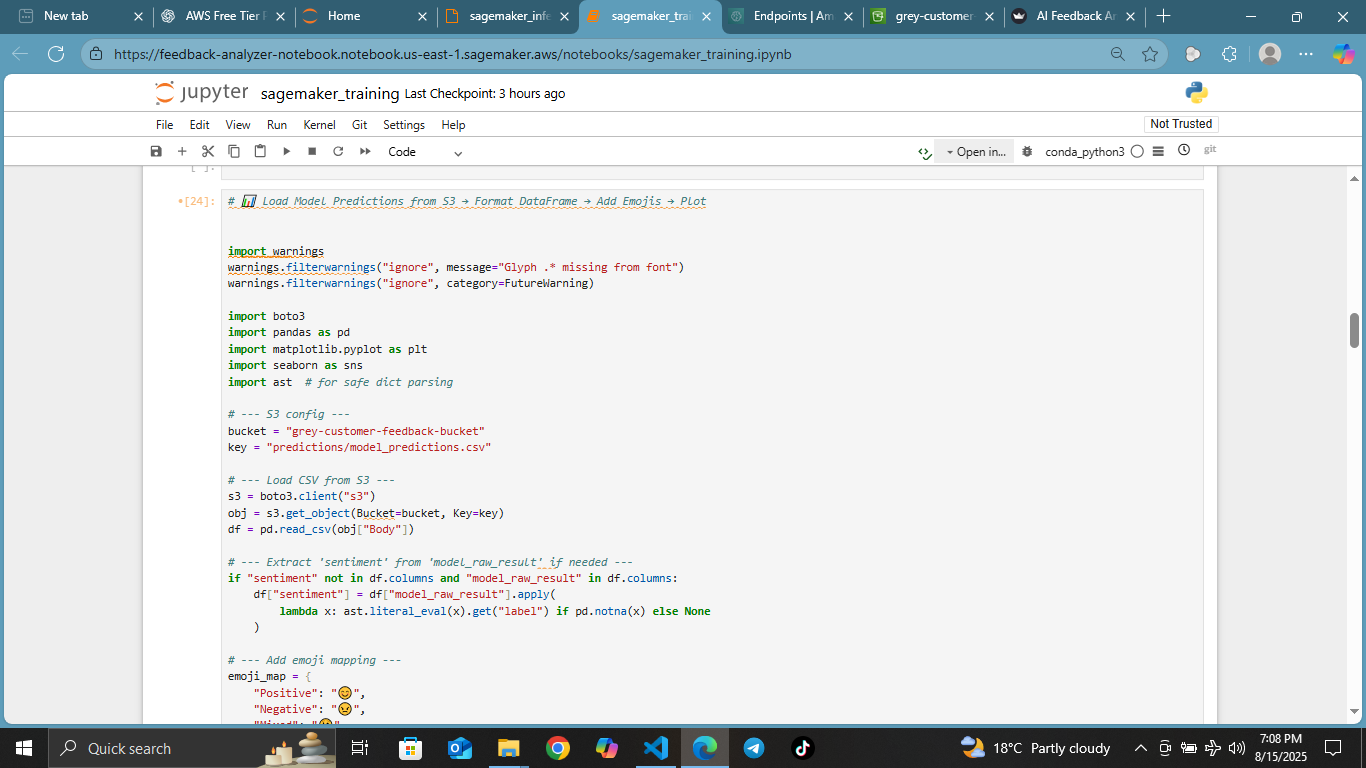 New tab
AWS Free Tier
Home
sagemaker_infe
sagemaker_trai
Endpoints | Am
grey-customer
AI Feedback An
https://feedback-analyzer-notebook.notebook.us-east-1.sagemaker.aws/notebooks/sagemaker_training.ipynb
jupyter sagemaker_training Last Checkpoint: 3 hours ago
File Edit View Run Kernel Git Settings Help
Not Trusted
Code
Open in...
conda_python3
git
[ ]:
[24]:
# 📊 Load Model Predictions from S3 → Format DataFrame → Add Emojis → Plot
import warnings
warnings.filterwarnings("ignore", message="Glyph .* missing from font")
warnings.filterwarnings("ignore", category=FutureWarning)
import boto3
import pandas as pd
import matplotlib.pyplot as plt
import seaborn as sns
import ast # for safe dict parsing
# --- S3 config ---
bucket = "grey-customer-feedback-bucket"
key = "predictions/model_predictions.csv"
# --- Load CSV from S3 ---
s3 = boto3.client("s3")
obj = s3.get_object(Bucket=bucket, Key=key)
df = pd.read_csv(obj["Body"])
# --- Extract 'sentiment' from 'model_raw_result' if needed ---
if "sentiment" not in df.columns and "model_raw_result" in df.columns:
df["sentiment"] = df["model_raw_result"].apply(
lambda x: ast.literal_eval(x).get("label") if pd.notna(x) else None
)
# --- Add emoji mapping ---
emoji_map = {
"Positive": "😊",
"Negative": "😠",
Quick search
18°C Partly cloudy
7:08 PM
8/15/2025